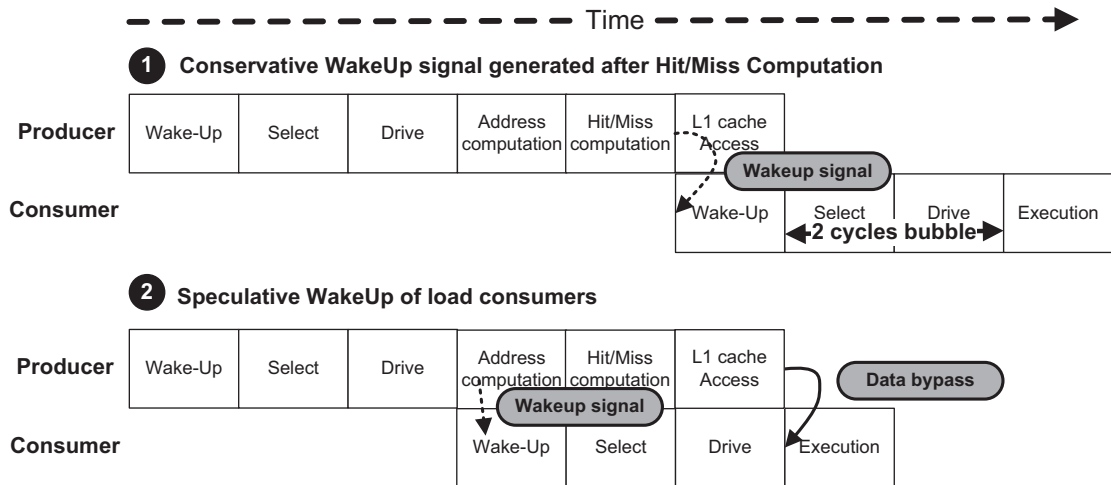 Time
1 Conservative WakeUp signal generated after Hit/Miss Computation
Producer
Wake-Up
Select
Drive
Address
computation
Hit/Miss
computation
L1 cache
Access
Wakeup signal
Consumer
Wake-Up
Select
Drive
Execution
2 cycles bubble
2 Speculative WakeUp of load consumers
Producer
Wake-Up
Select
Drive
Address
computation
Hit/Miss
computation
L1 cache
Access
Data bypass
Wakeup signal
Consumer
Wake-Up
Select
Drive
Execution